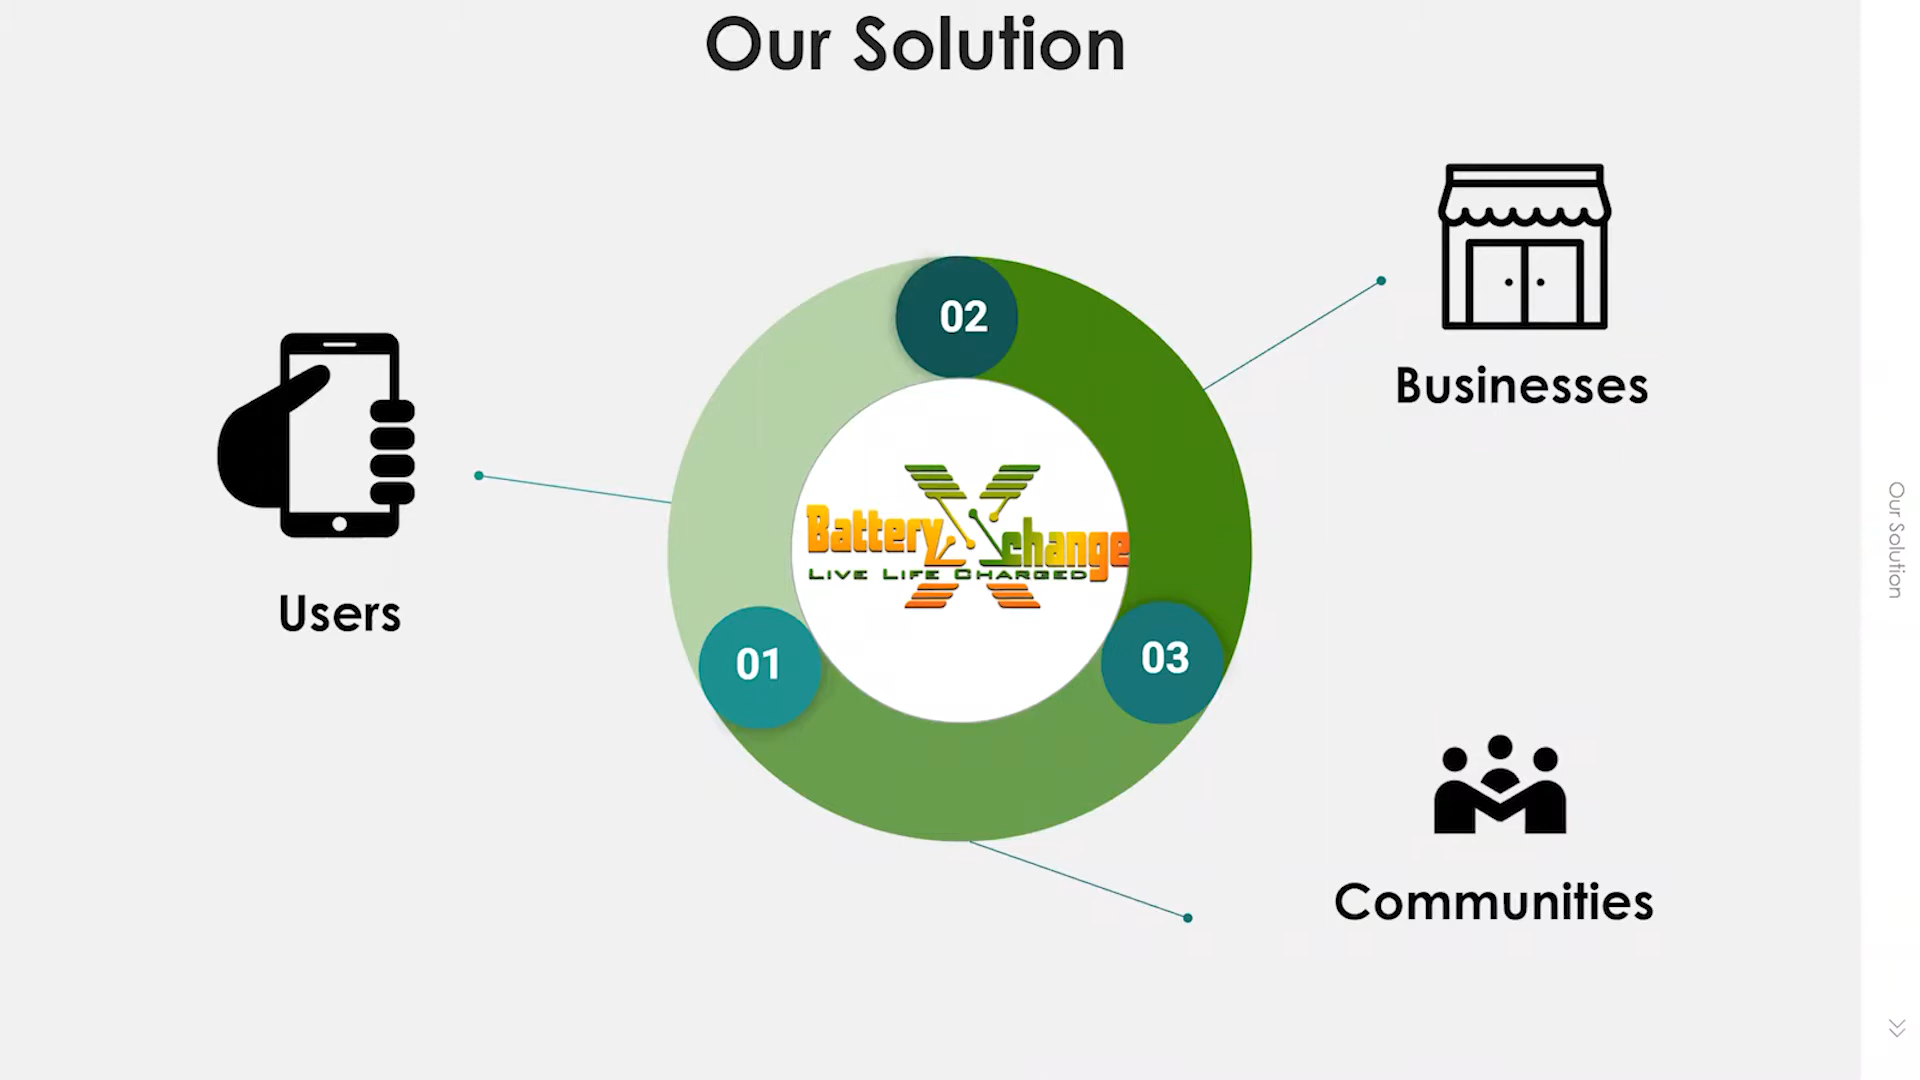 Our Solution
02
Businesses
Battery Xchange
Live Life Charged
Users
01
03
Communities
Our Solution